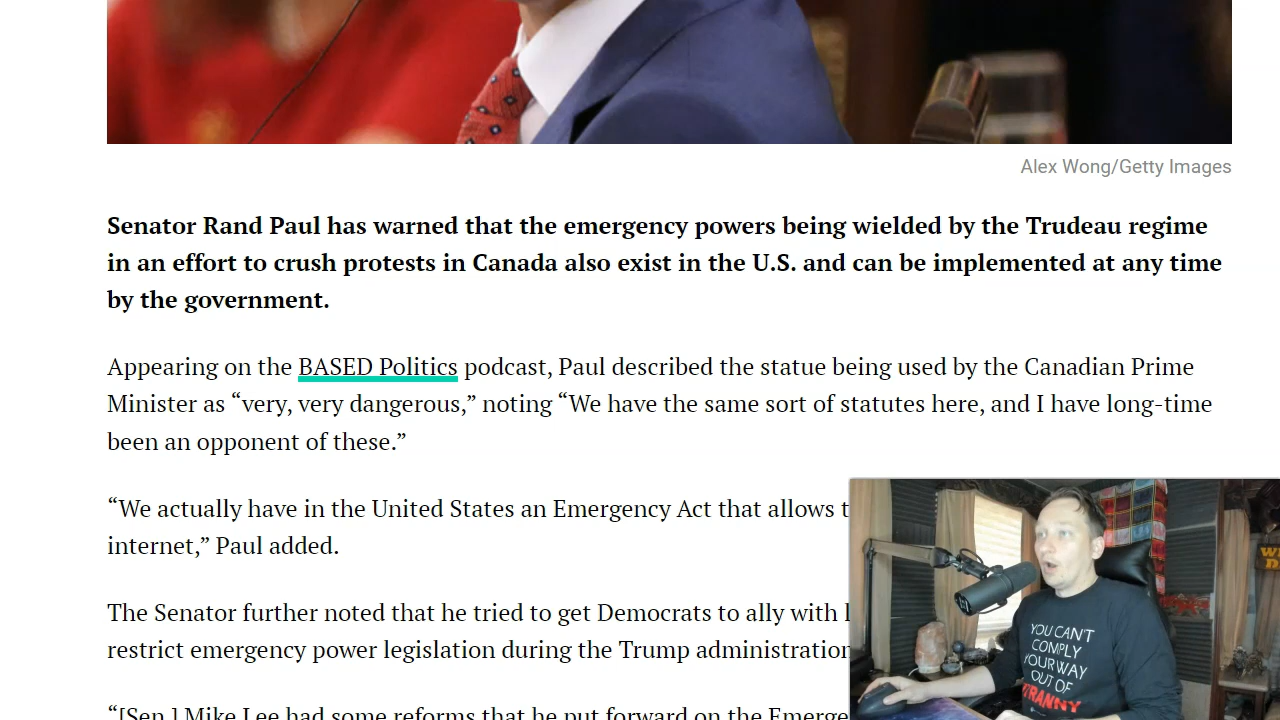 Alex Wong/Getty Images
Senator Rand Paul has warned that the emergency powers being wielded by the Trudeau regime
in an effort to crush protests in Canada also exist in the U.S. and can be implemented at any time
by the government.
Appearing on the BASED Politics podcast, Paul described the statue being used by the Canadian Prime
Minister as “very, very dangerous,” noting “We have the same sort of statutes here, and I have long-time
been an opponent of these.”
“We actually have in the United States an Emergency Act that allows
internet,” Paul added.
The Senator further noted that he tried to get Democrats to ally with
restrict emergency power legislation during the Trump administration
“[Sen.] Mike Lee had some reforms that he put forward on the Emerge
YOU CAN'T
COMPLY
YOUR WAY
OUT OF
TYRANNY